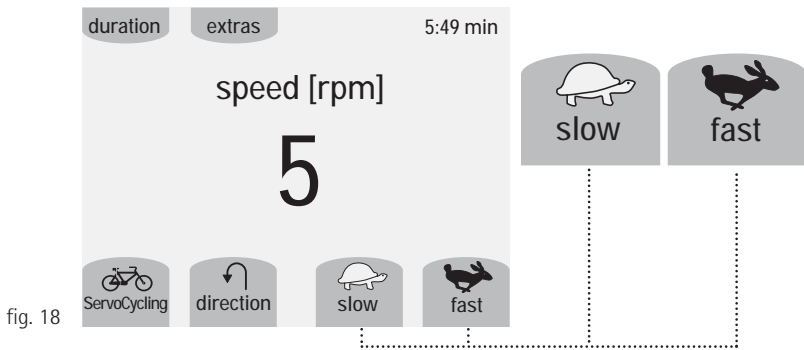 duration extras 5:49 min
speed [rpm]
5
slow fast
ServoCycling direction slow fast
fig. 18